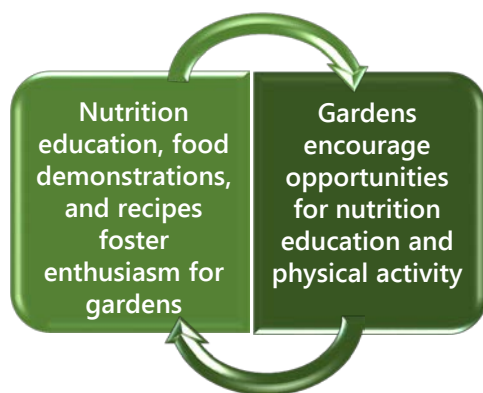 Nutrition
education, food
demonstrations,
and recipes
foster
enthusiasm for
gardens
Gardens
encourage
opportunities
for nutrition
education and
physical activity